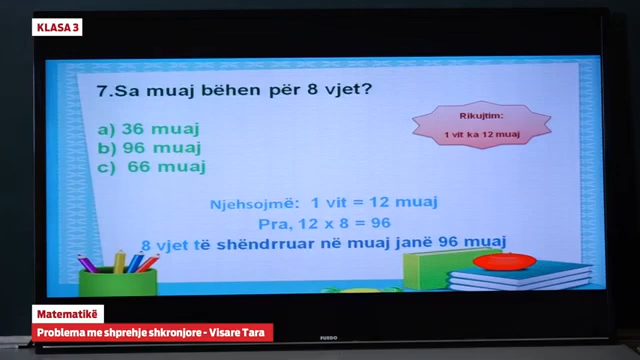 KLASA 3
7.Sa muaj bëhen për 8 vjet?
Rikujtim:
1 vit ka 12 muaj
a) 36 muaj
b) 96 muaj
c) 66 muaj
Njehsojmë: 1 vit = 12 muaj
Pra, 12 x 8 = 96
8 vjet të shëndrruar në muaj janë 96 muaj
Matematikë
Problema me shprehje shkronjore - Visare Tara